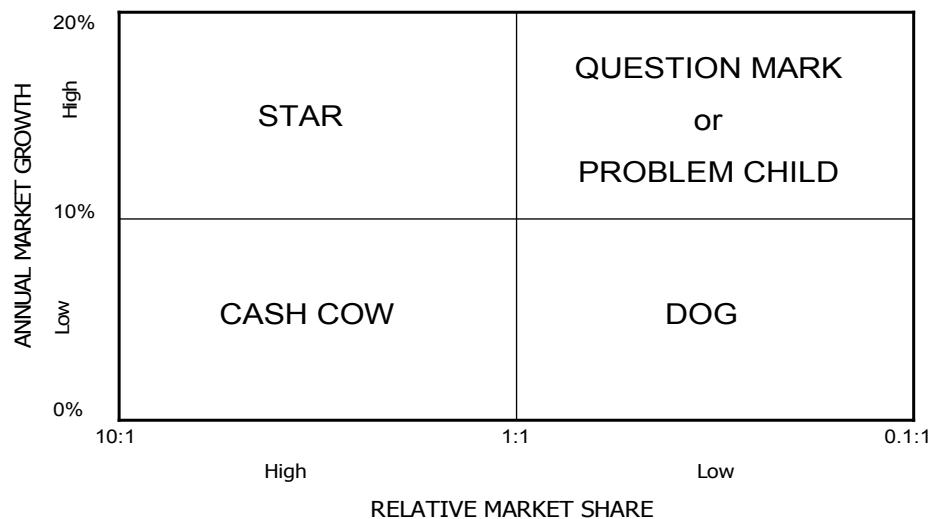 20%
QUESTION MARK
or
PROBLEM CHILD
STAR
High
ANNUAL MARKET GROWTH
10%
CASH COW
DOG
Low
0%
10:1
1:1
0.1:1
High
Low
RELATIVE MARKET SHARE